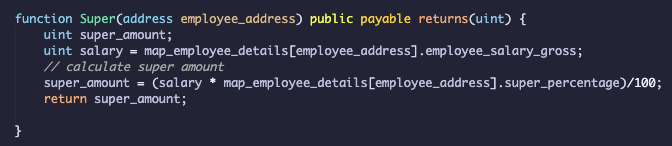 function Super(address employee_address) public payable returns(uint) {
uint super_amount;
uint salary = map_employee_details[employee_address].employee_salary_gross;
// calculate super amount
super_amount = (salary * map_employee_details[employee_address].super_percentage)/100;
return super_amount;
}